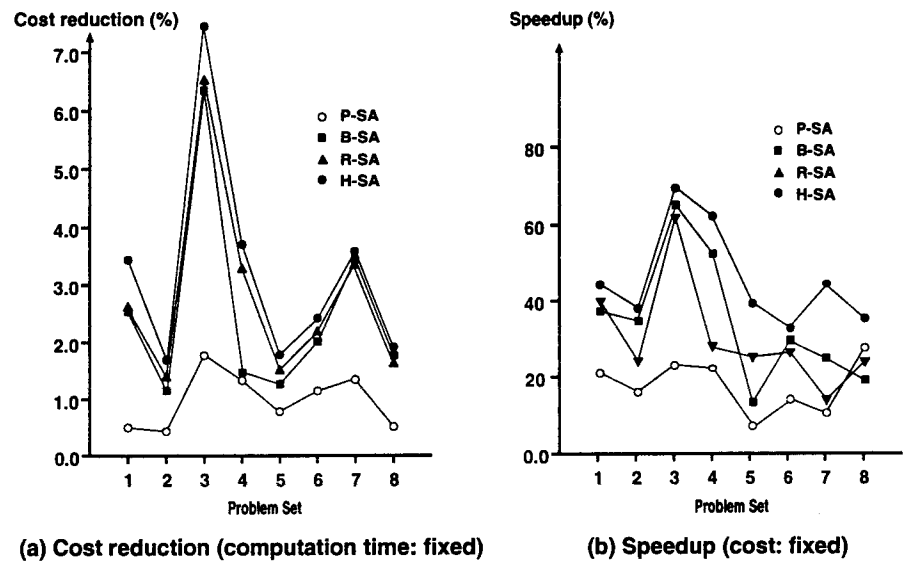 Cost reduction (%)
7.0
6.0
5.0
4.0
3.0
2.0
1.0
0.0
P-SA
B-SA
R-SA
H-SA
1 2 3 4 5 6 7 8
Problem Set
(a) Cost reduction (computation time: fixed)
Speedup (%)
80
60
40
20
0.0
P-SA
B-SA
R-SA
H-SA
1 2 3 4 5 6 7 8
Problem Set
(b) Speedup (cost: fixed)